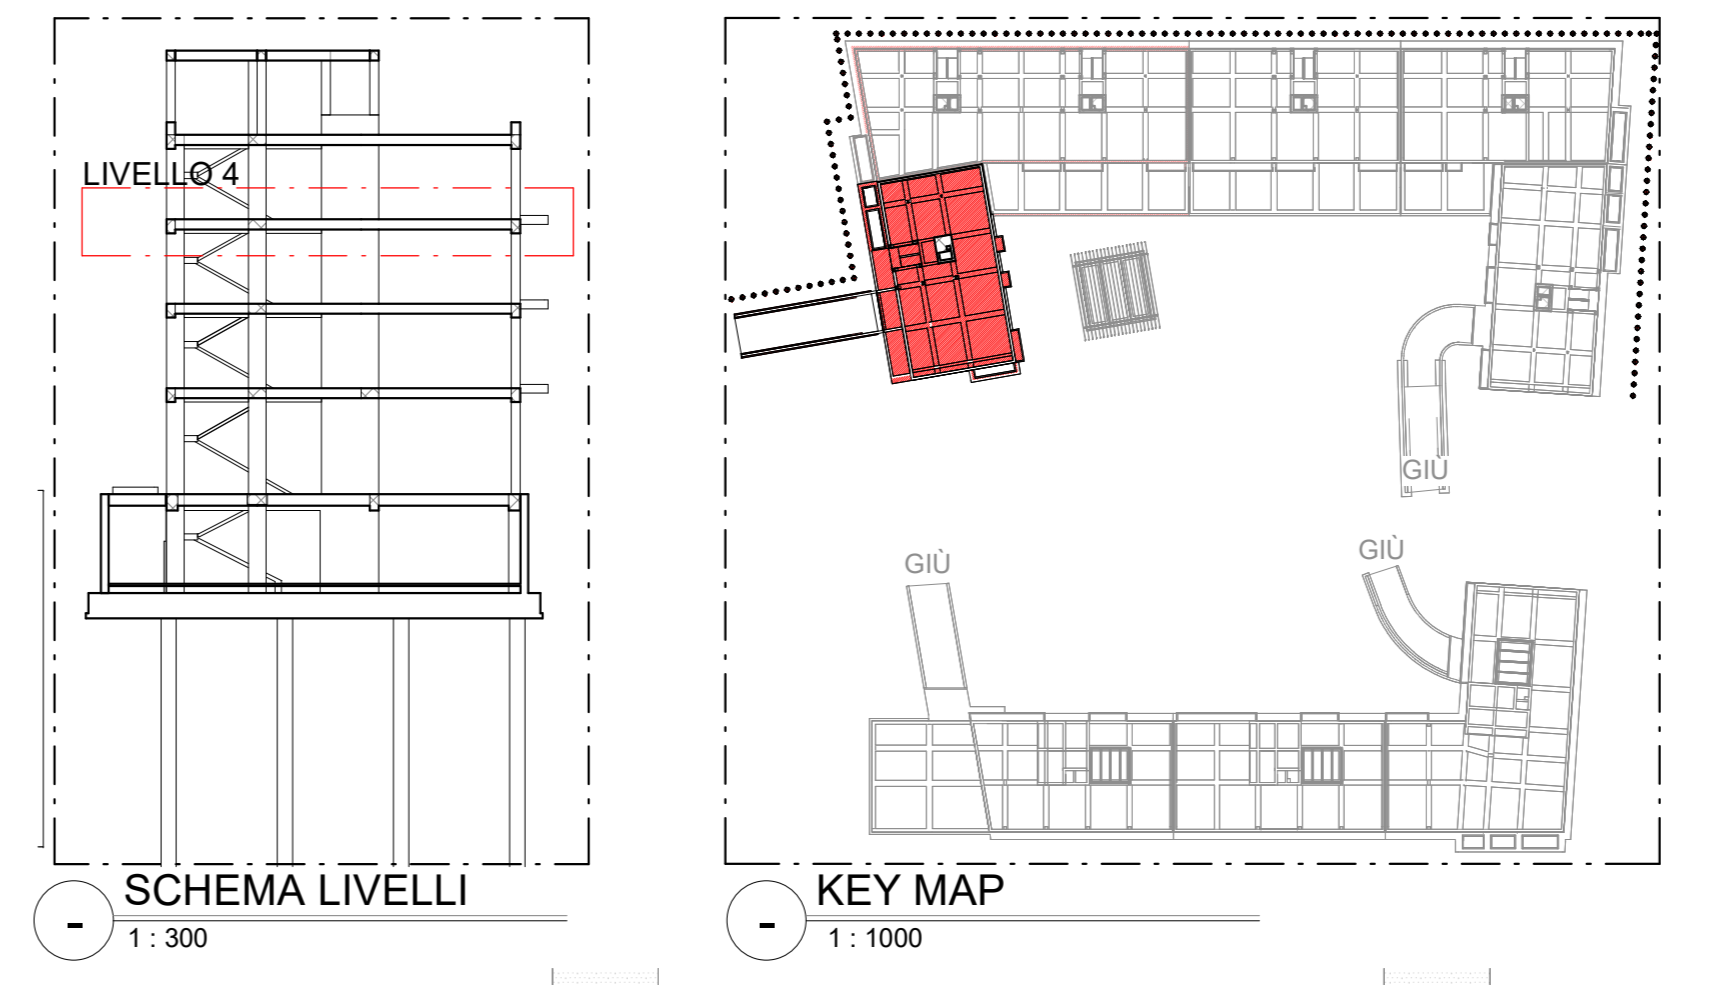 LIVELLO 4
GIÙ
GIÙ
GIÙ
-
SCHEMA LIVELLI
1 : 300
-
KEY MAP
1 : 1000